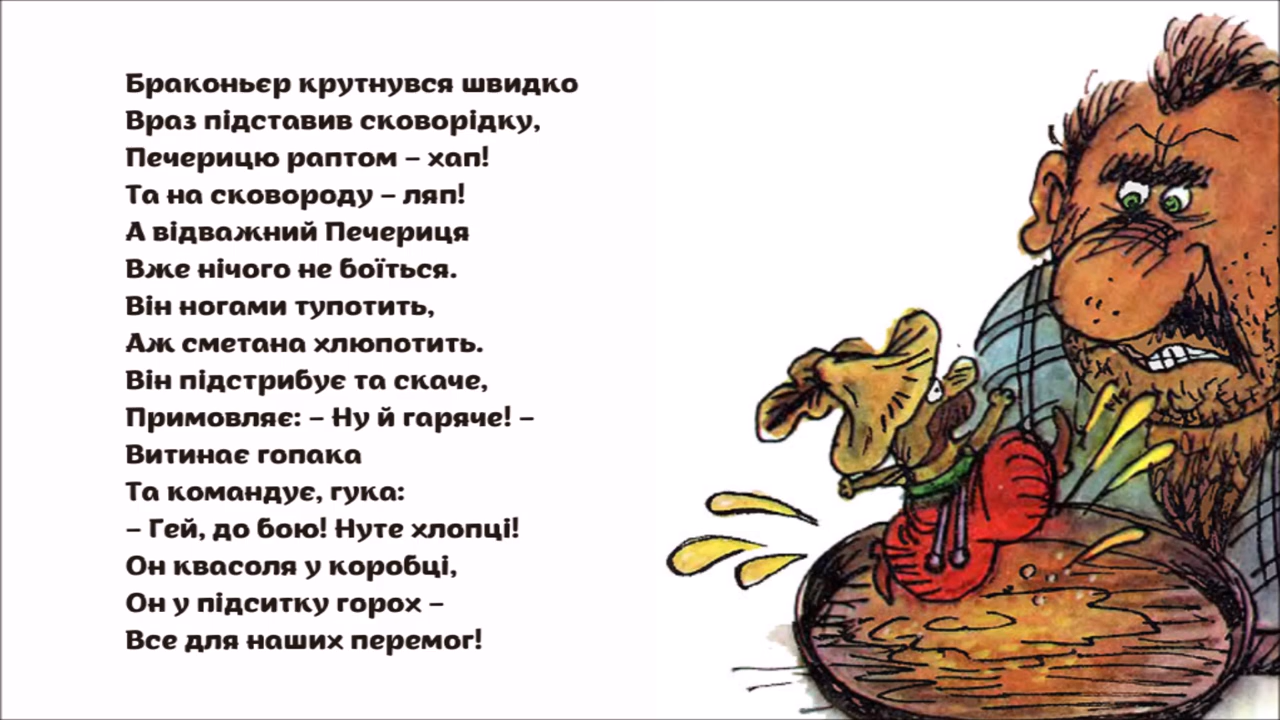 Браконьєр крутнувся швидко
Враз підставив сковорідку,
Печерицю раптом – хап!
Та на сковороду – ляп!
А відважний Печериця
Вже нічого не боїться.
Він ногами тупотить,
Аж сметана хлюпотить.
Він підстрибує та скаче,
Примовляє: – Ну й гаряче! –
Витинає гопака
Та командує, гука:
– Гей, до бою! Нуте хлопці!
Он квасоля у коробці,
Он у підситку горох –
Все для наших перемог!